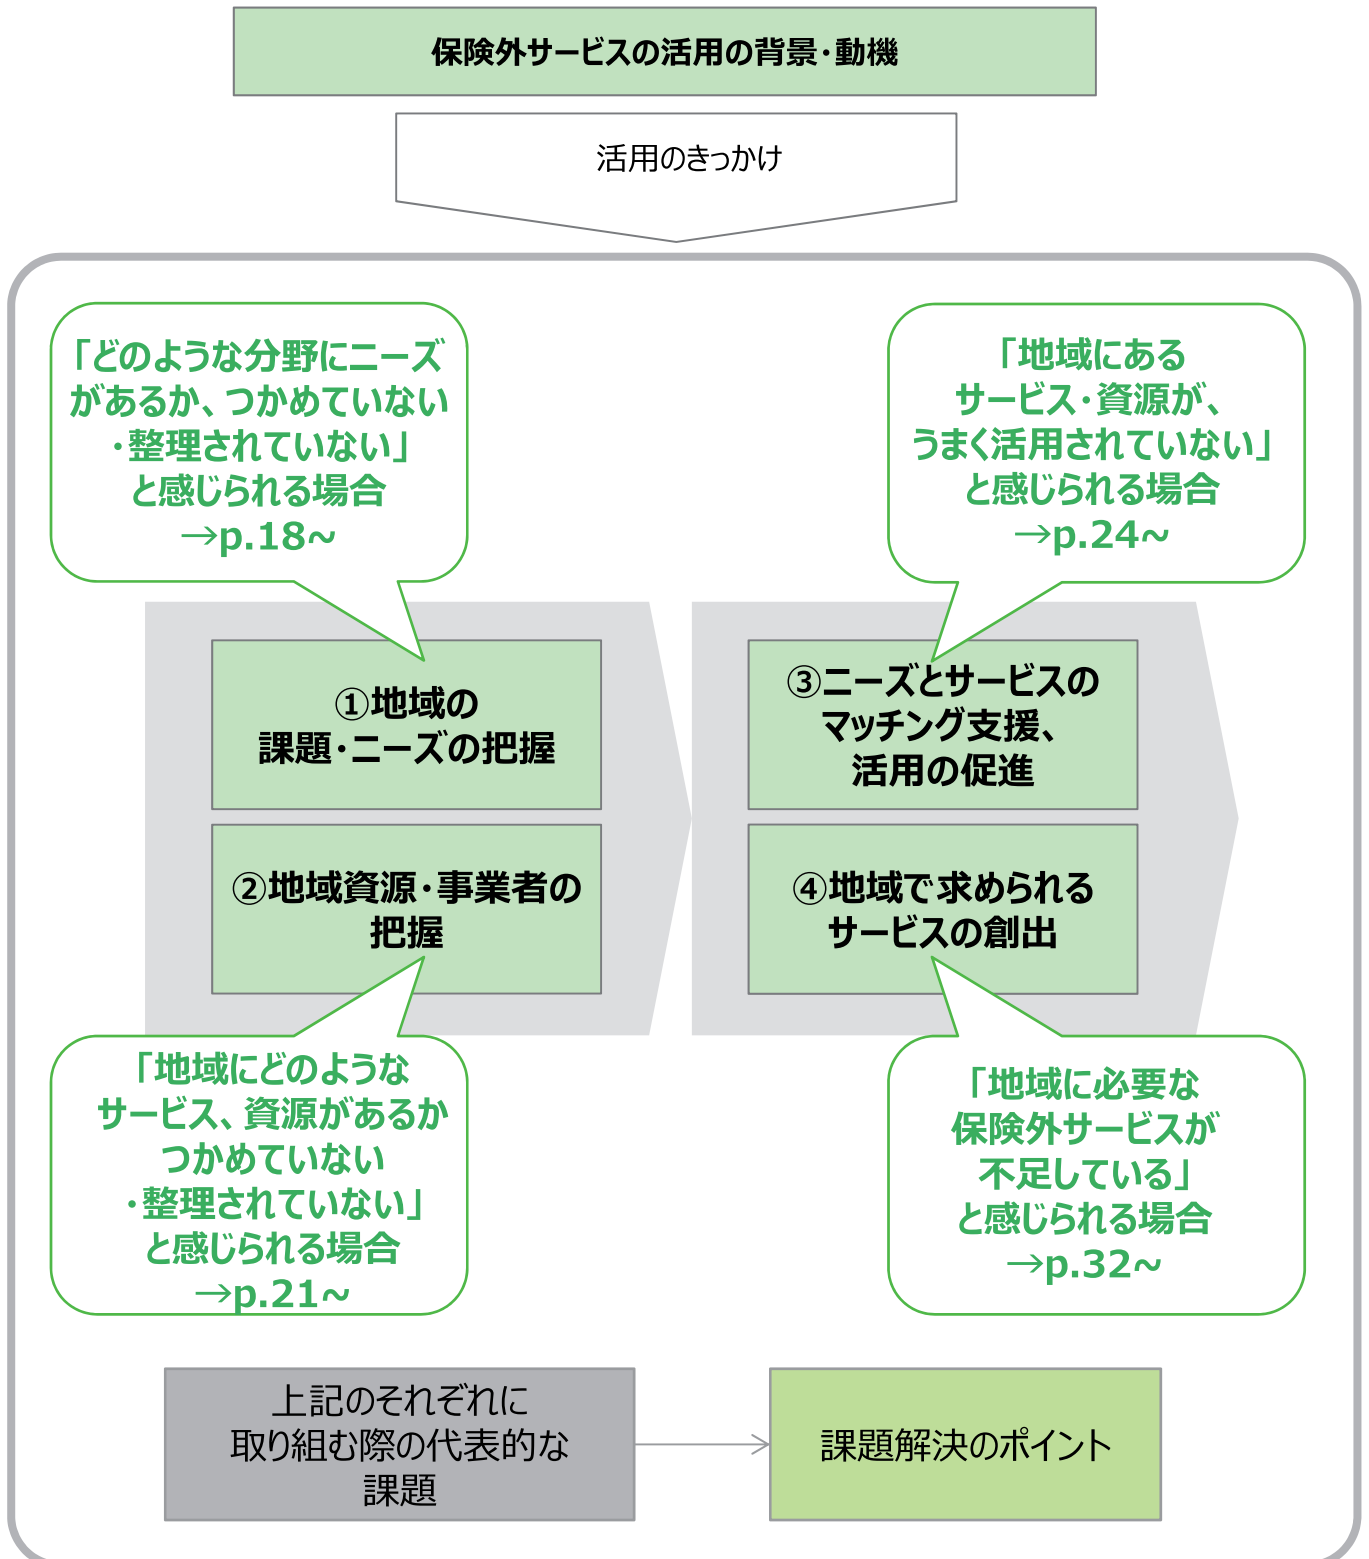 保険外サービスの活用の背景・動機
活用のきっかけ
「どのような分野にニーズ
があるか、つかめていない
・整理されていない」
と感じられる場合
→p.18~
「地域にある
サービス・資源が、
うまく活用されていない」
と感じられる場合
→p.24~
①地域の
課題・ニーズの把握
③ニーズとサービスの
マッチング支援、
活用の促進
②地域資源・事業者の
把握
④地域で求められる
サービスの創出
「地域にどのような
サービス、資源があるか
つかめていない
・整理されていない」
と感じられる場合
→p.21~
「地域に必要な
保険外サービスが
不足している」
と感じられる場合
→p.32~
上記のそれぞれに
取り組む際の代表的な
課題
課題解決のポイント